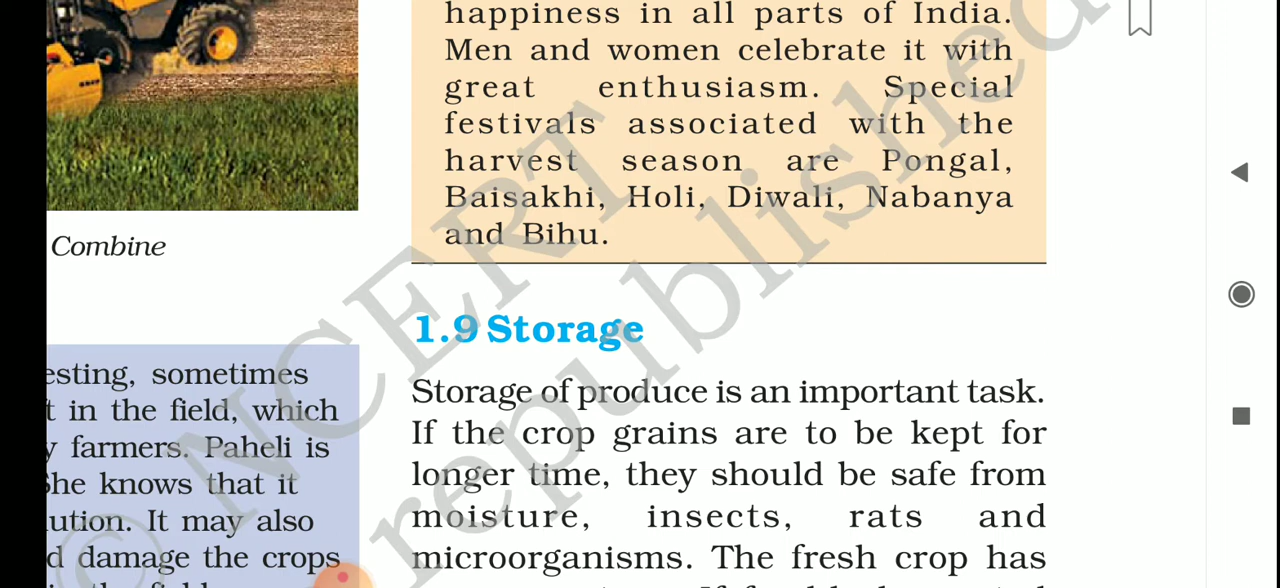 happiness in all parts of India.
Men and women celebrate it with
great enthusiasm. Special
festivals associated with the
harvest season are Pongal,
Baisakhi, Holi, Diwali, Nabanya
and Bihu.
Combine
esting, sometimes
t in the field, which
y farmers. Paheli is
She knows that it
ution. It may also
d damage the crops
1.9 Storage
Storage of produce is an important task.
If the crop grains are to be kept for
longer time, they should be safe from
moisture, insects, rats and
microorganisms. The fresh crop has
© NCERT
republished